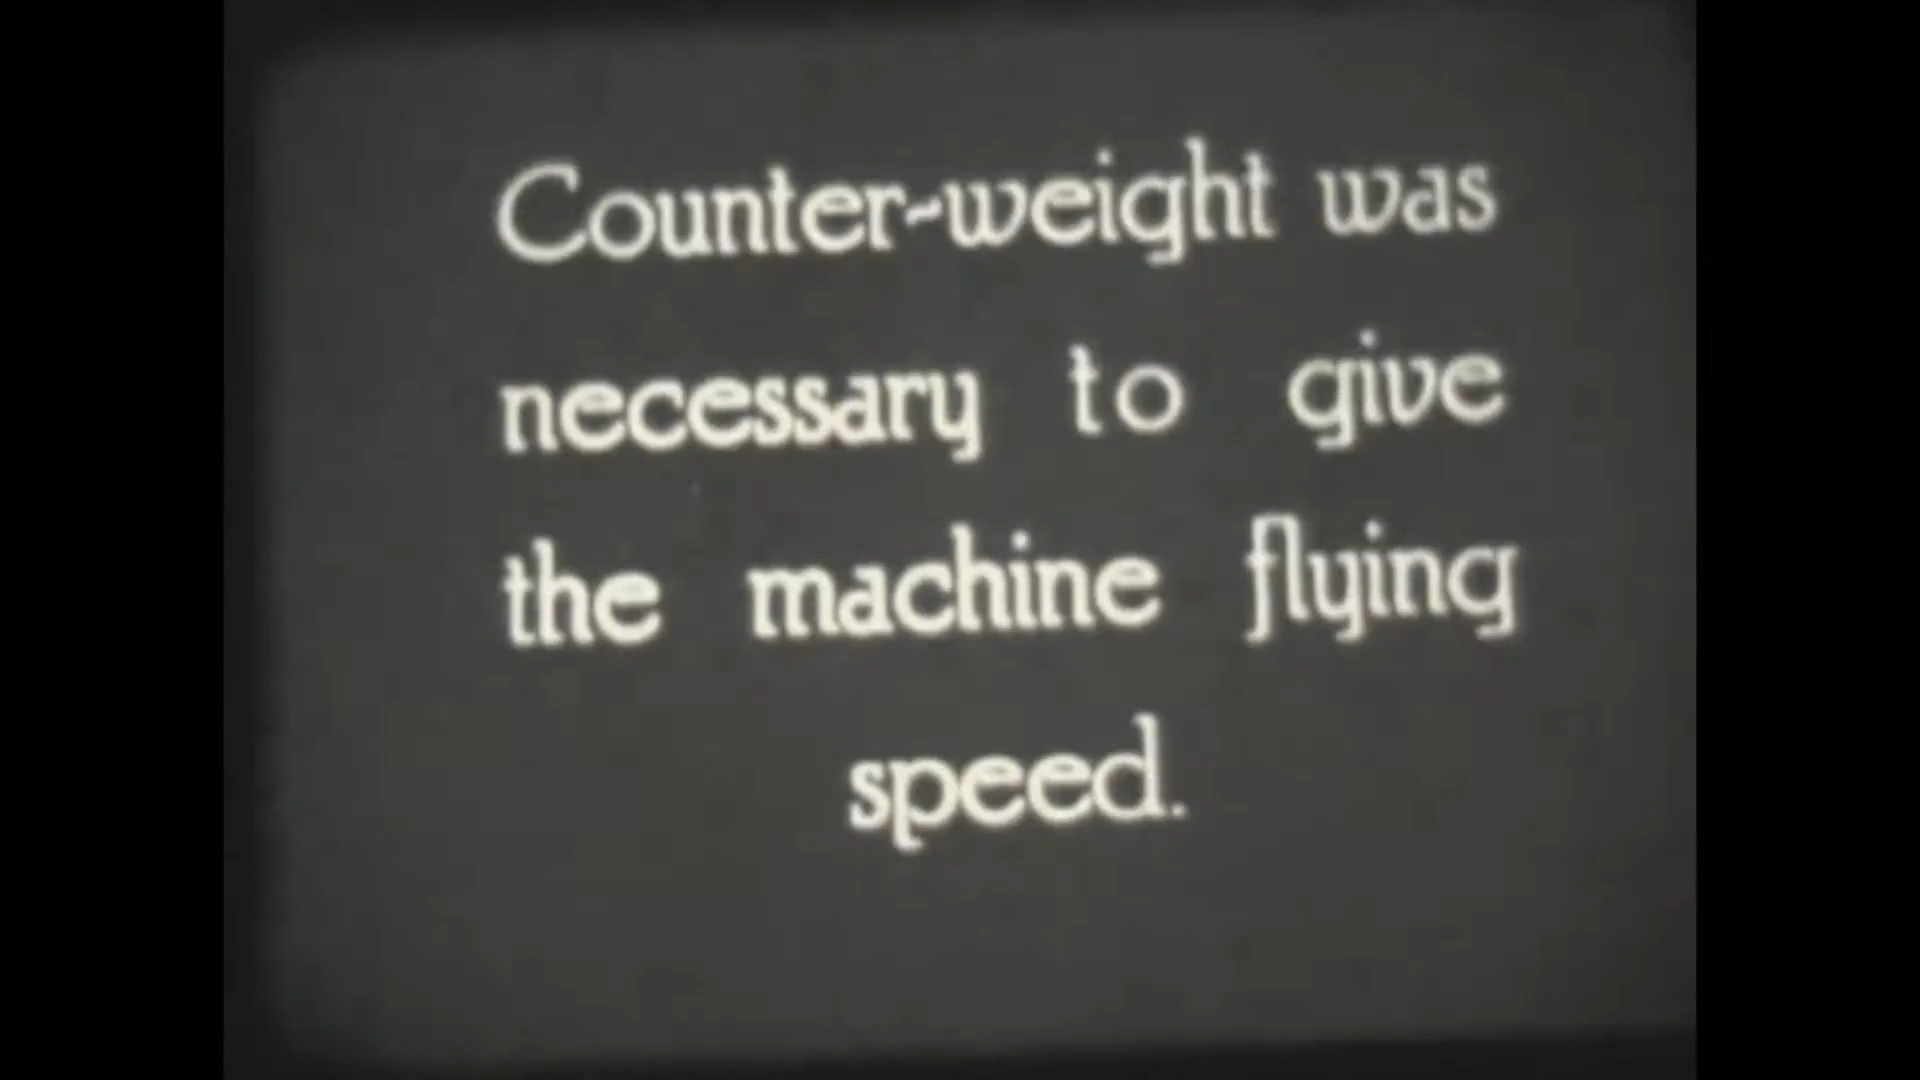 Counter-weight was
necessary to give
the machine flying
speed.